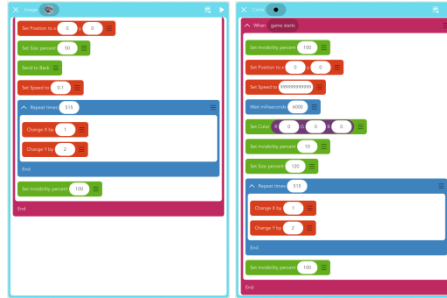 Image
Set Position to x 0 y 0
Set Size percent 50
Send to Back
Set Speed to 0.1
Repeat times 315
Change X by 1
Change Y by 2
End
Set Invisibility percent 100
End
When game starts
Set Invisibility percent 100
Set Position to x 0 y 0
Set Speed to
Wait milliseconds 6000
Set Color R 0 G 0 B 0
Set Invisibility percent 10
Set Size percent 120
Repeat times 315
Change X by 1
Change Y by 2
End
Set Invisibility percent 100
End